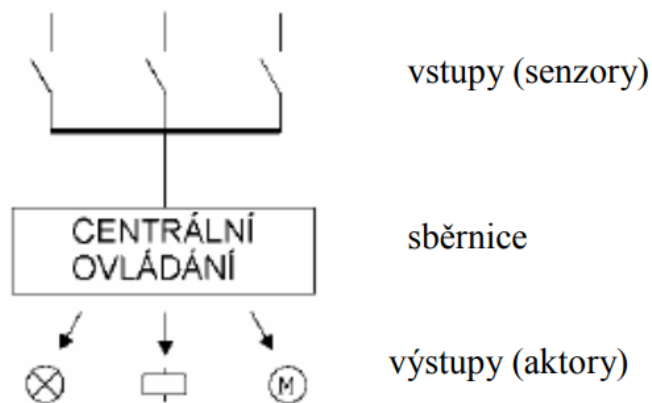 vstupy (senzory)
CENTRÁLNÍ
OVLÁDÁNÍ
sběrnice
výstupy (aktory)
M